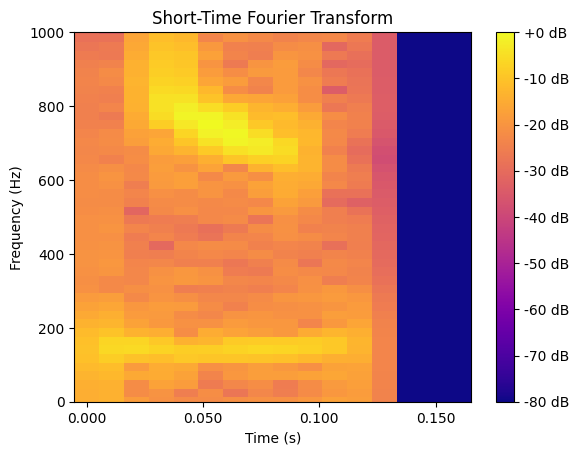 Short-Time Fourier Transform
1000
800
600
400
200
0
Frequency (Hz)
0.000
0.050
0.100
0.150
Time (s)
+0 dB
-10 dB
-20 dB
-30 dB
-40 dB
-50 dB
-60 dB
-70 dB
-80 dB